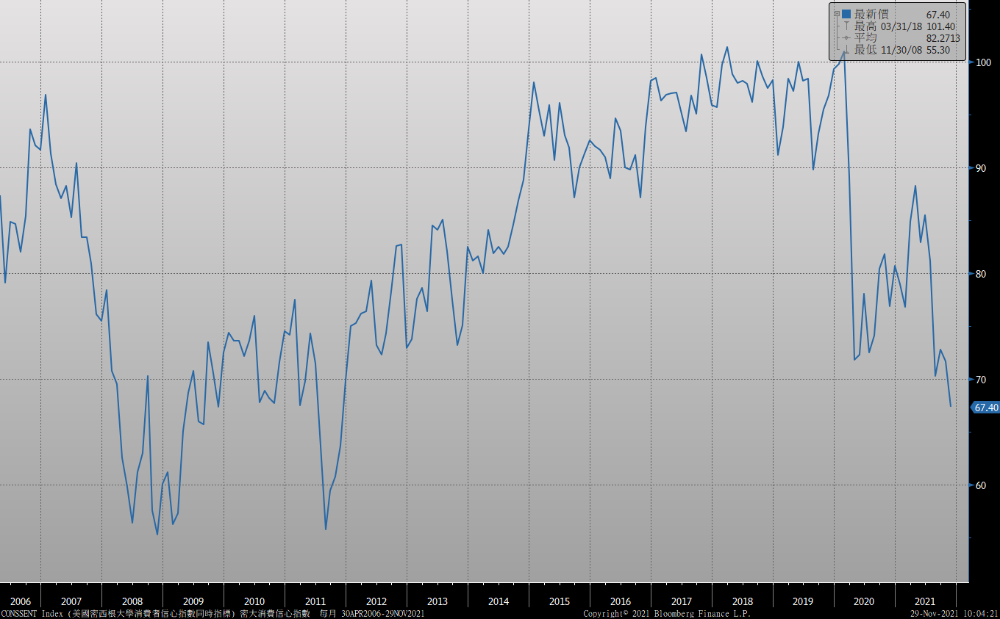 最新價 67.40
最高 03/31/18 101.40
平均 82.2713
最低 11/30/08 55.30
100
90
80
70
67.40
60
2006 2007 2008 2009 2010 2011 2012 2013 2014 2015 2016 2017 2018 2019 2020 2021
CONSSENT Index (美國密西根大學消費者信心指數同時指標) 密大消費信心指數 每月 30APR2006-29NOV2021 Copyright© 2021 Bloomberg Finance L.P. 29-Nov-2021 10:04:21